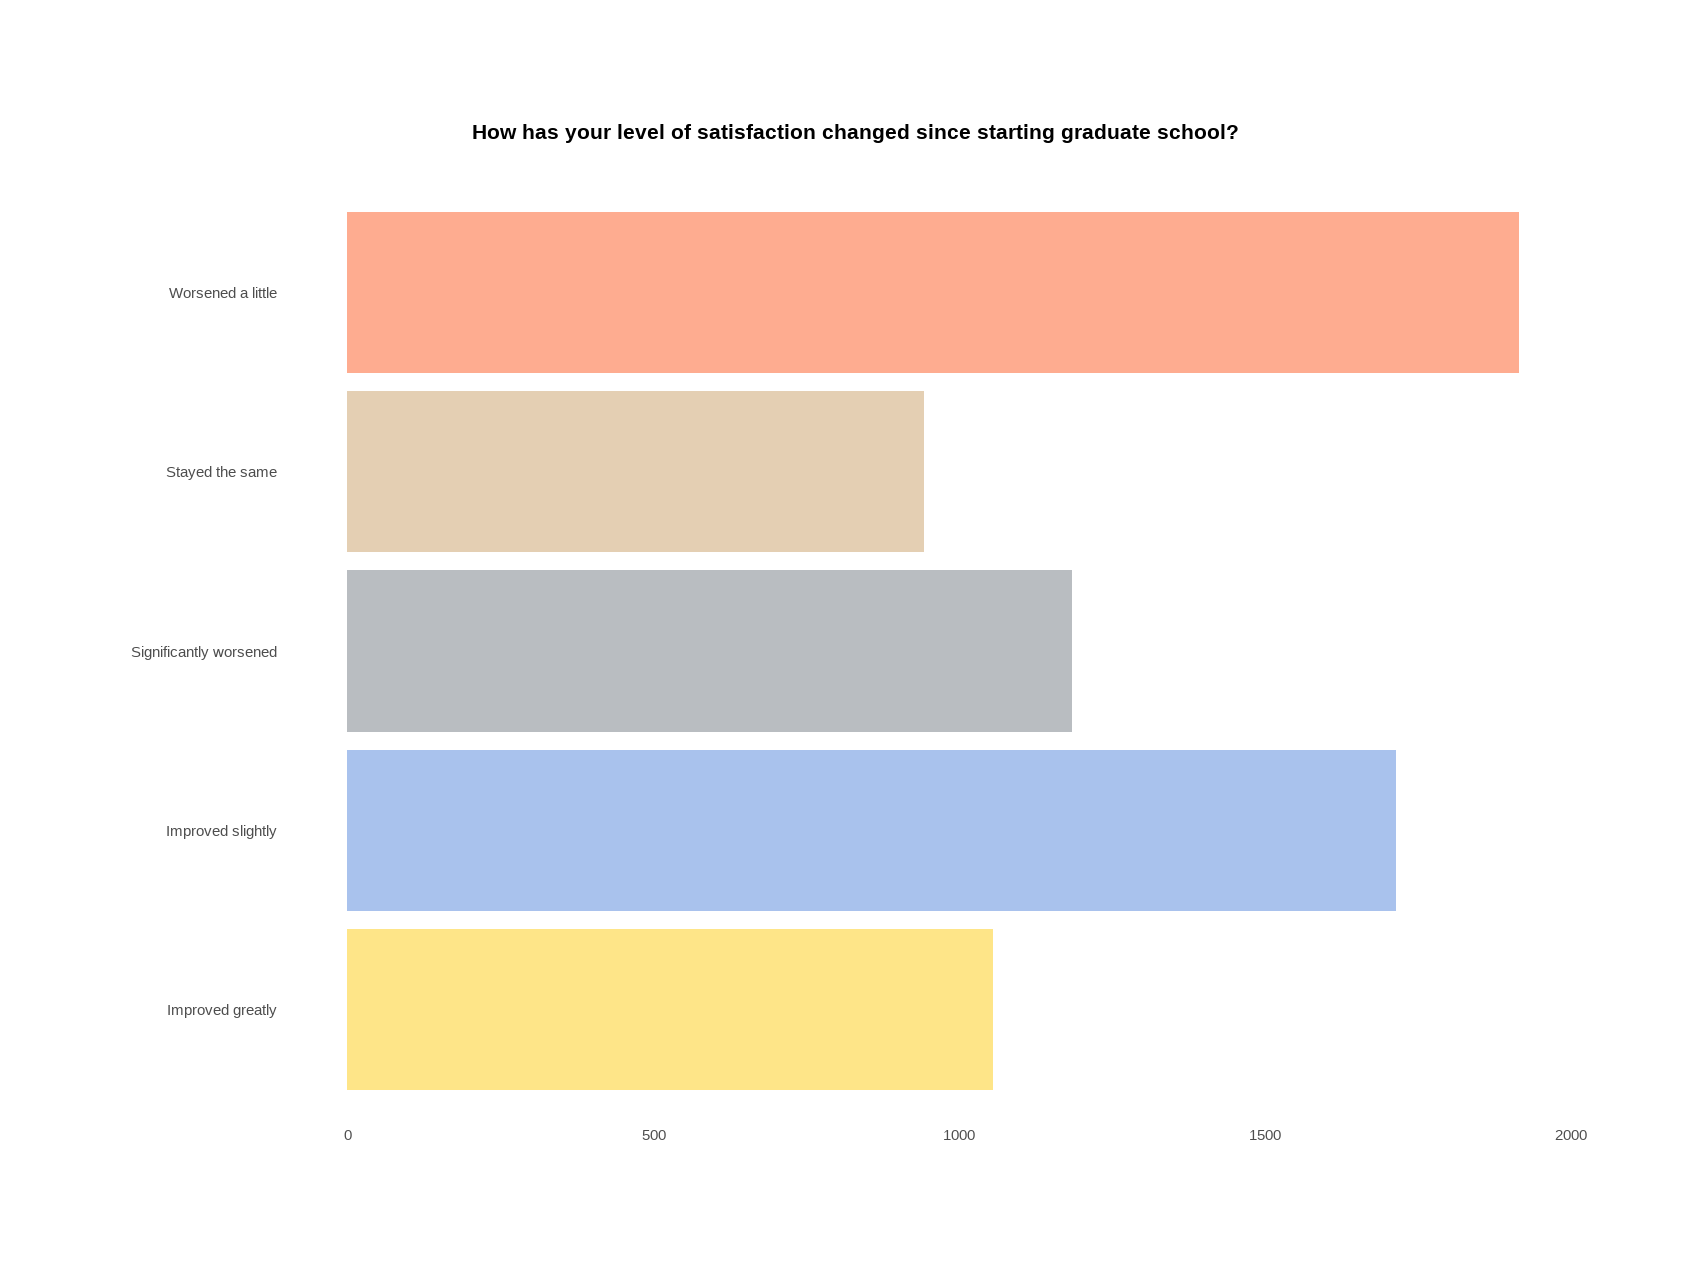 How has your level of satisfaction changed since starting graduate school?
Worsened a little
Stayed the same
Significantly worsened
Improved slightly
Improved greatly
0 500 1000 1500 2000